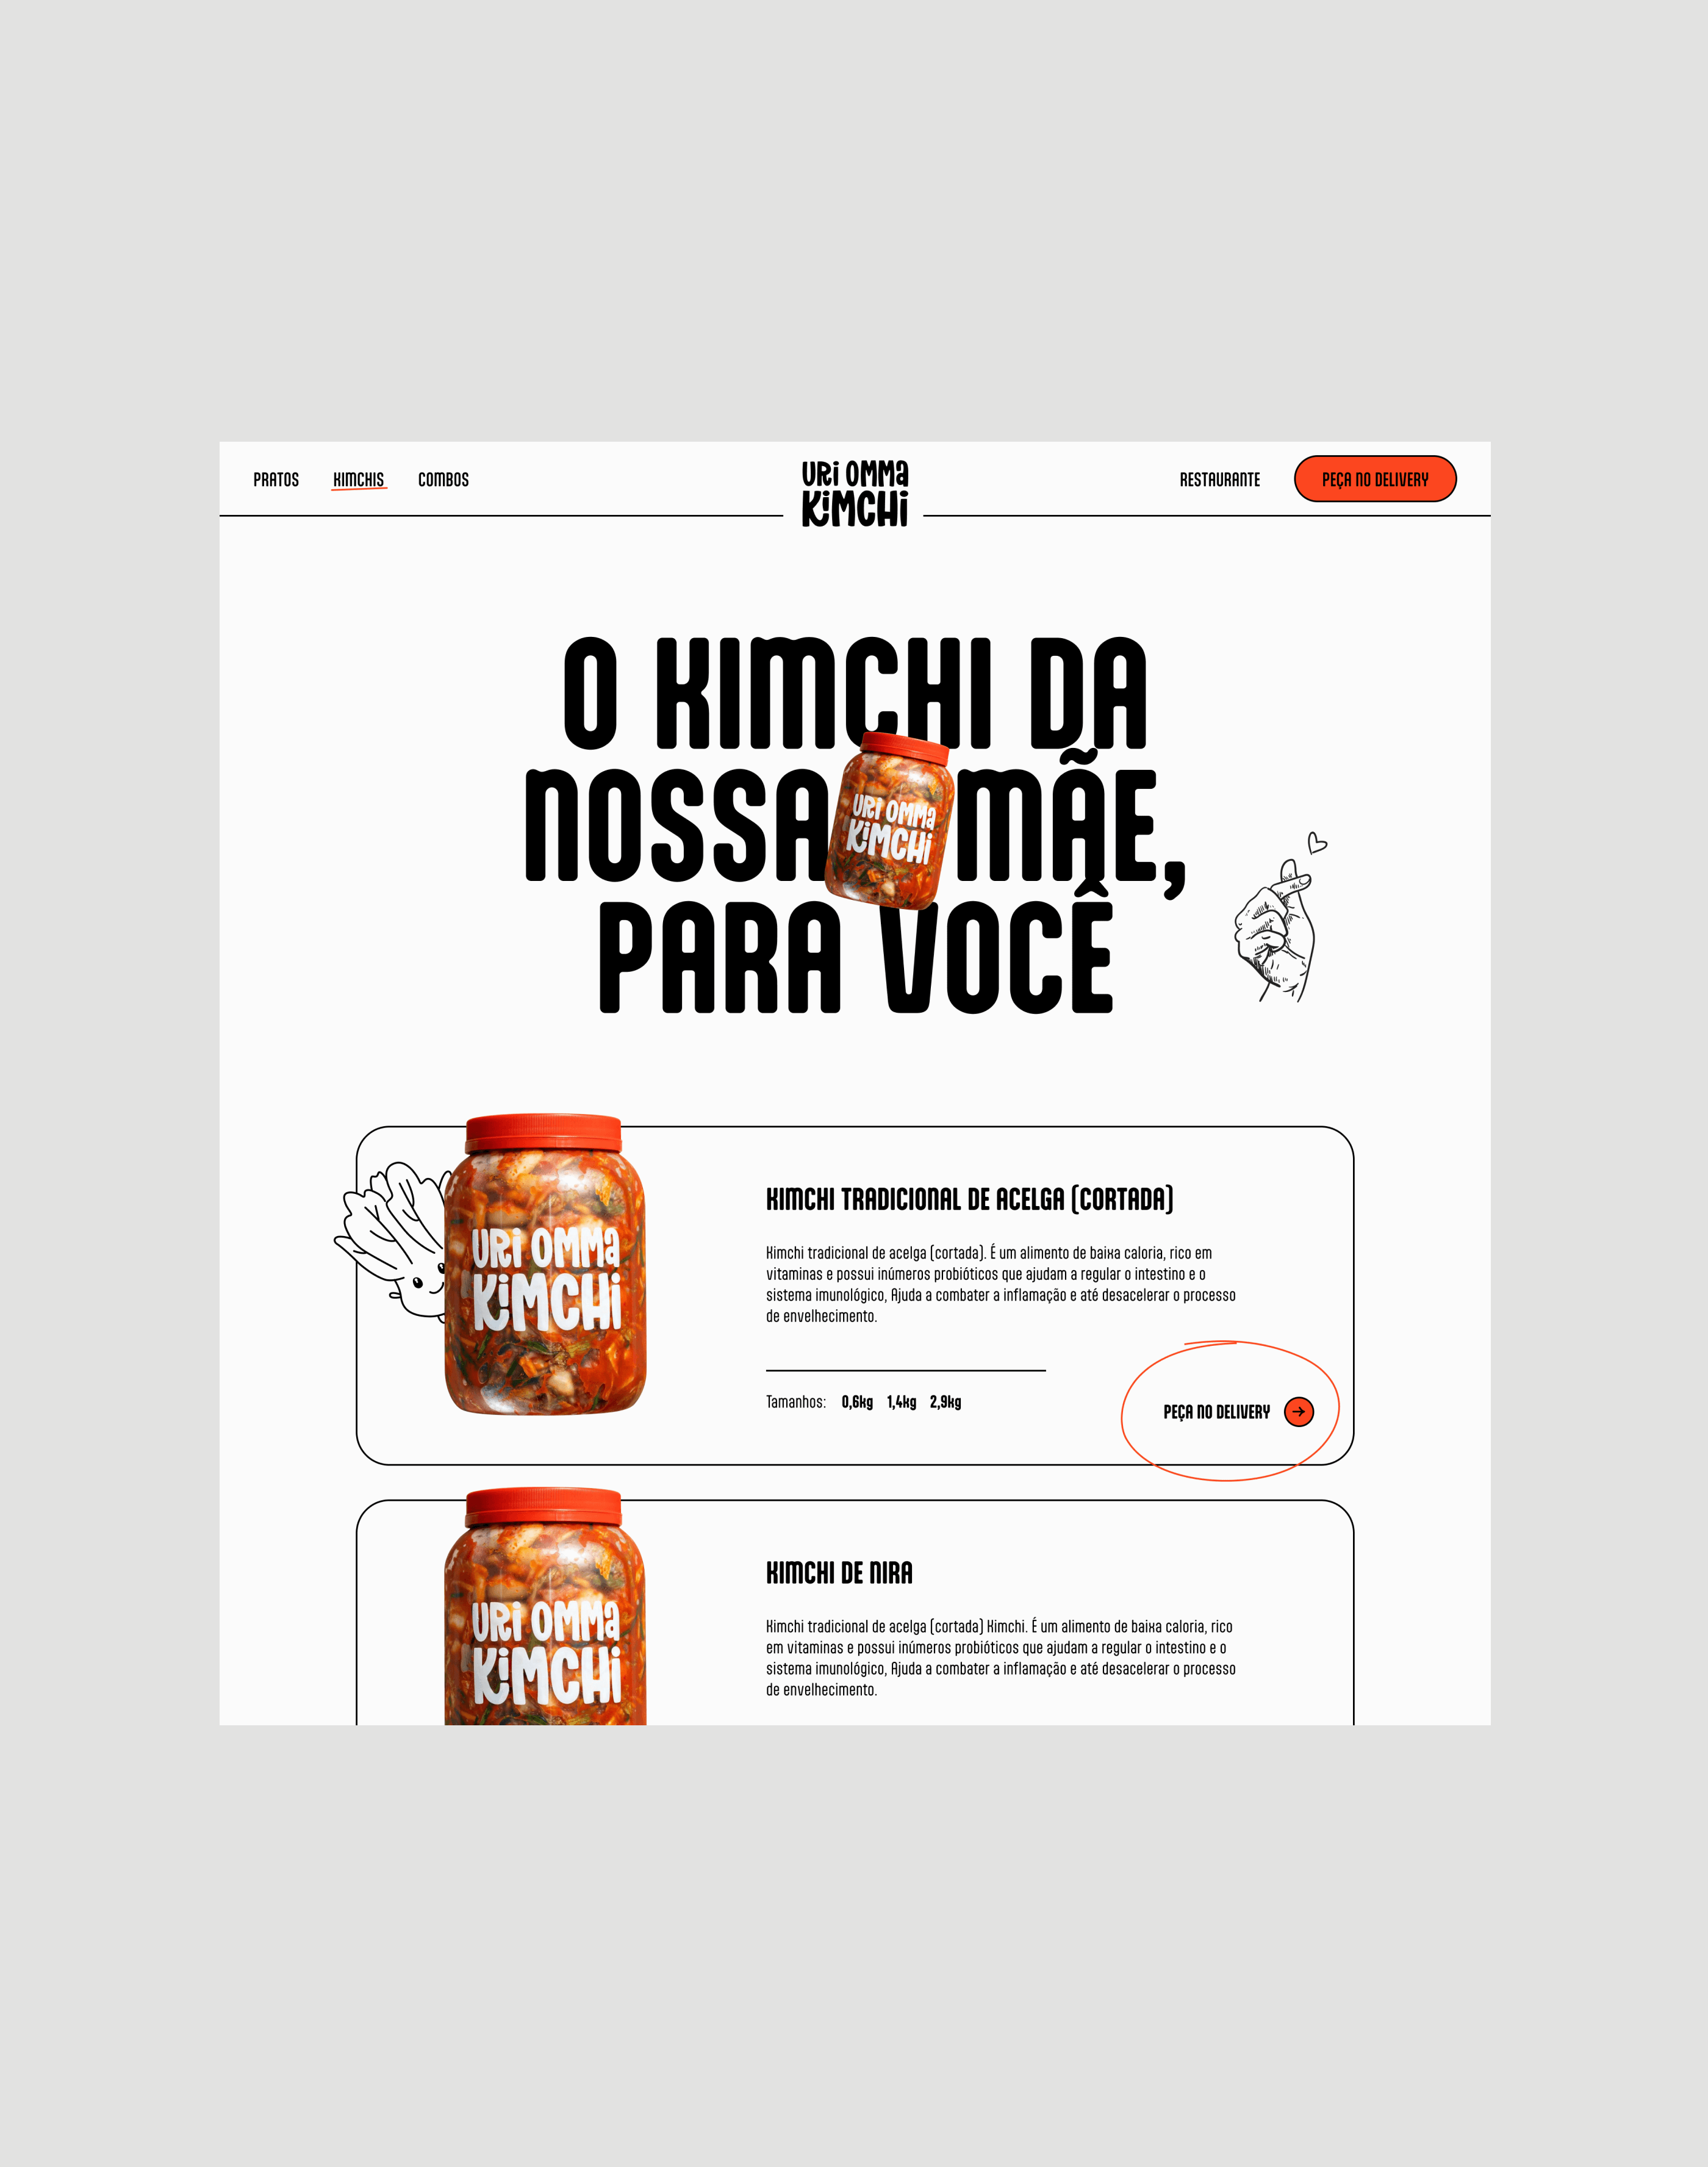 PRATOS KIMCHIS COMBOS
URI OMMA
KIMCHI
RESTAURANTE PEÇA NO DELIVERY
O KIMCHI DA
NOSSA MÃE,
PARA VOCÊ
URI OMMA
KIMCHI
URI OMMA
KIMCHI
KIMCHI TRADICIONAL DE ACELGA (CORTADA)
Kimchi tradicional de acelga (cortada). É um alimento de baixa caloria, rico em
vitaminas e possui inúmeros probióticos que ajudam a regular o intestino e o
sistema imunológico, Ajuda a combater a inflamação e até desacelerar o processo
de envelhecimento.
Tamanhos: 0,6kg 1,4kg 2,9kg
PEÇA NO DELIVERY
URI OMMA
KIMCHI
KIMCHI DE NIRA
Kimchi tradicional de acelga (cortada) Kimchi. É um alimento de baixa caloria, rico
em vitaminas e possui inúmeros probióticos que ajudam a regular o intestino e o
sistema imunológico, Ajuda a combater a inflamação e até desacelerar o processo
de envelhecimento.